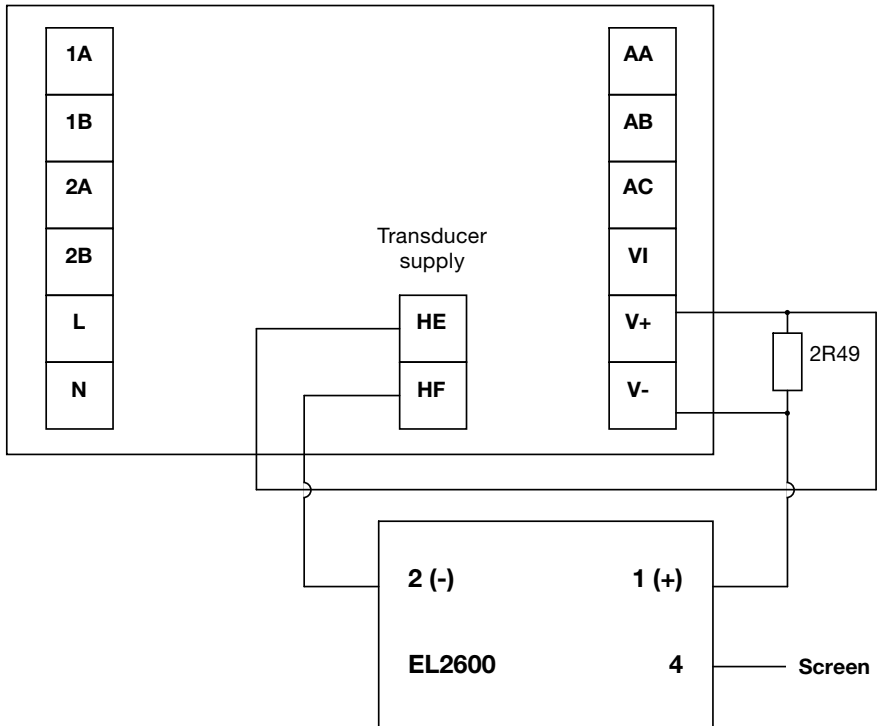 1A
1B
2A
2B
L
N
Transducer
supply
HE
HF
AA
AB
AC
VI
V+
V-
2R49
2 (-)
1 (+)
EL2600
4
Screen